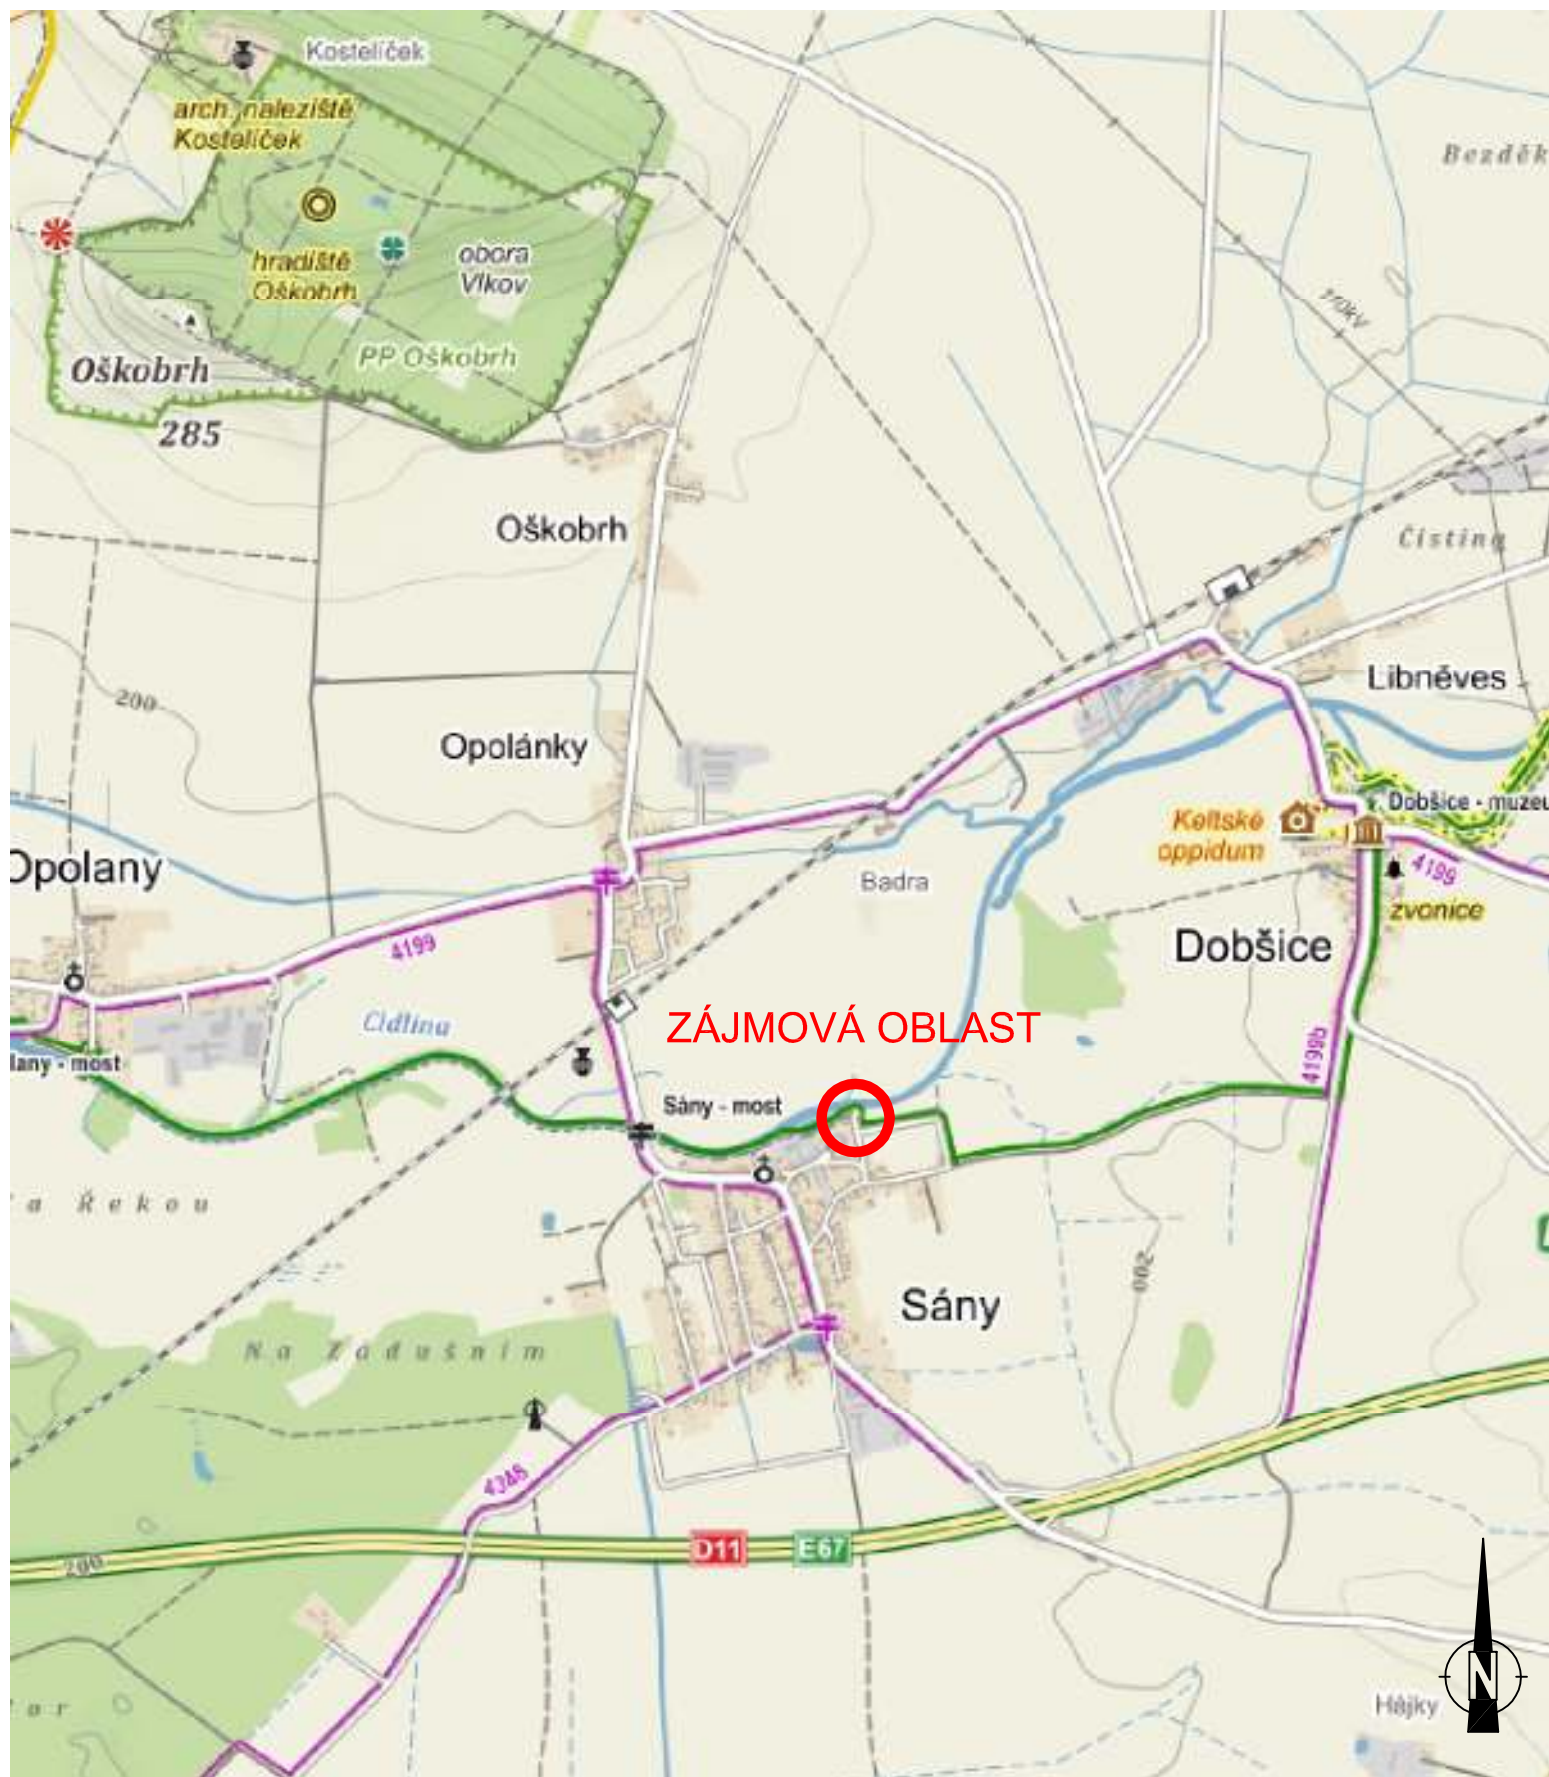 Kostelíček
arch. naleziště
Kostelíček
Bezděk
hradiště
Oškobrh
obora
Vlkov
110kV
PP Oškobrh
Oškobrh
285
Oškobrh
Čistina
200
Libněves
Opolánky
Dobšice - muzeu
Keltské
oppidum
Opolany
Badra
4199
zvonice
4199
Dobšice
Cidlina
ZÁJMOVÁ OBLAST
4199b
lany - most
Sány - most
a Řekou
200
Sány
Na Zádušním
4248
D11
E67
200
N
Hájky